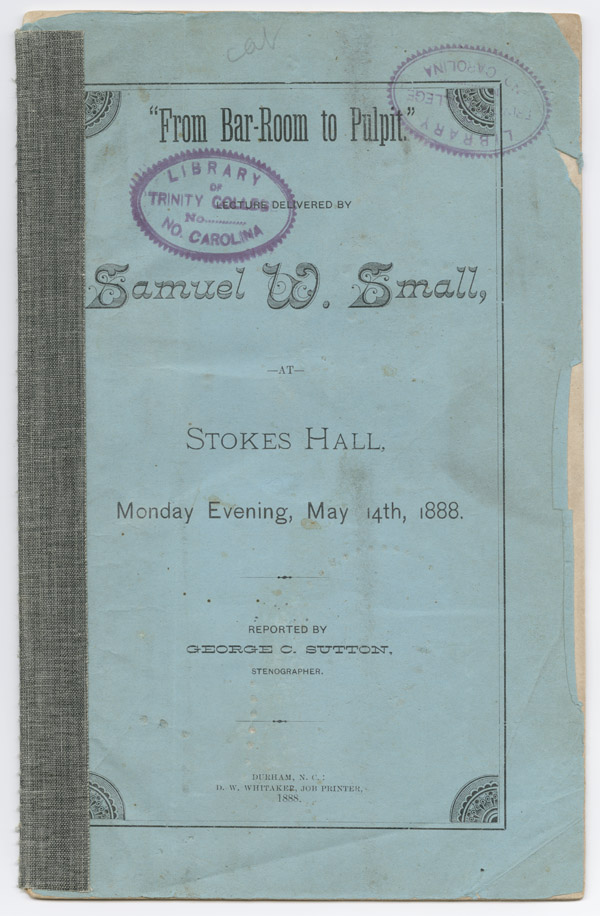 cat
"From Bar-Room to Pulpit."
LIBRARY
OF
TRINITY COLLEGE
No.
NO. CAROLINA
LIBRARY
COLLEGE
NO CAROLINA
LECTURE DELIVERED BY
Samuel W. Small,
—AT—
STOKES HALL,
Monday Evening, May 14th, 1888.
REPORTED BY
GEORGE C. SUTTON,
STENOGRAPHER.
DURHAM, N. C.:
D. W. WHITAKER, JOB PRINTER,
1888.